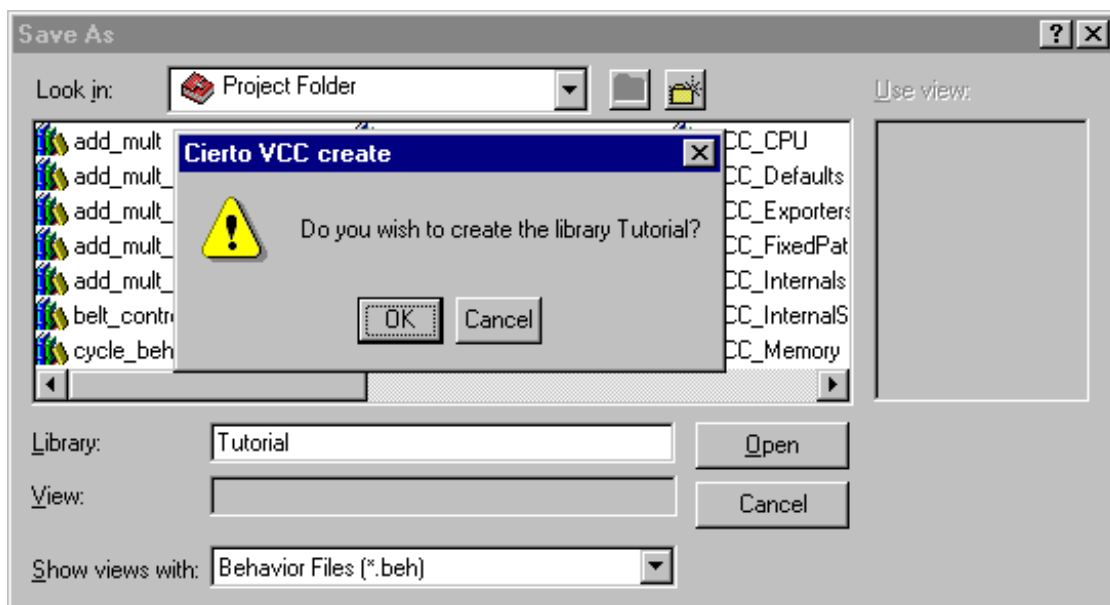 Save As
Look in:
Project Folder
Use view:
add_mult
add_mult_
add_mult_
add_mult_
add_mult_
belt_contr
cycle_beh
CC_CPU
CC_Defaults
CC_Exporters
CC_FixedPat
CC_Internals
CC_InternalS
CC_Memory
Cierto VCC create
Do you wish to create the library Tutorial?
OK
Cancel
Library:
Tutorial
Open
View:
Cancel
Show views with:
Behavior Files (*.beh)